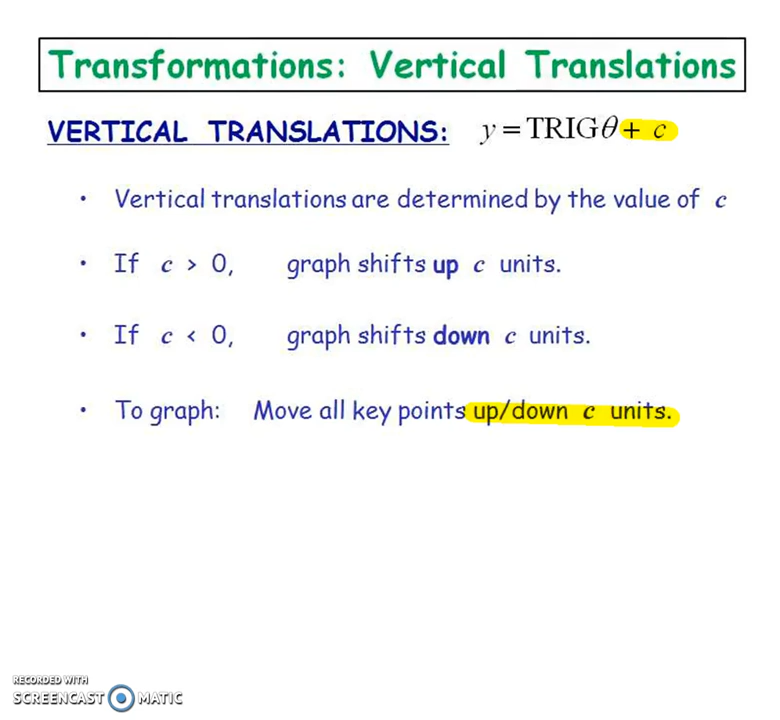 Transformations: Vertical Translations
VERTICAL TRANSLATIONS: y = TRIGθ + c
• Vertical translations are determined by the value of c
• If c > 0, graph shifts up c units.
• If c < 0, graph shifts down c units.
• To graph: Move all key points up/down c units.
RECORDED WITH
SCREENCAST MATIC